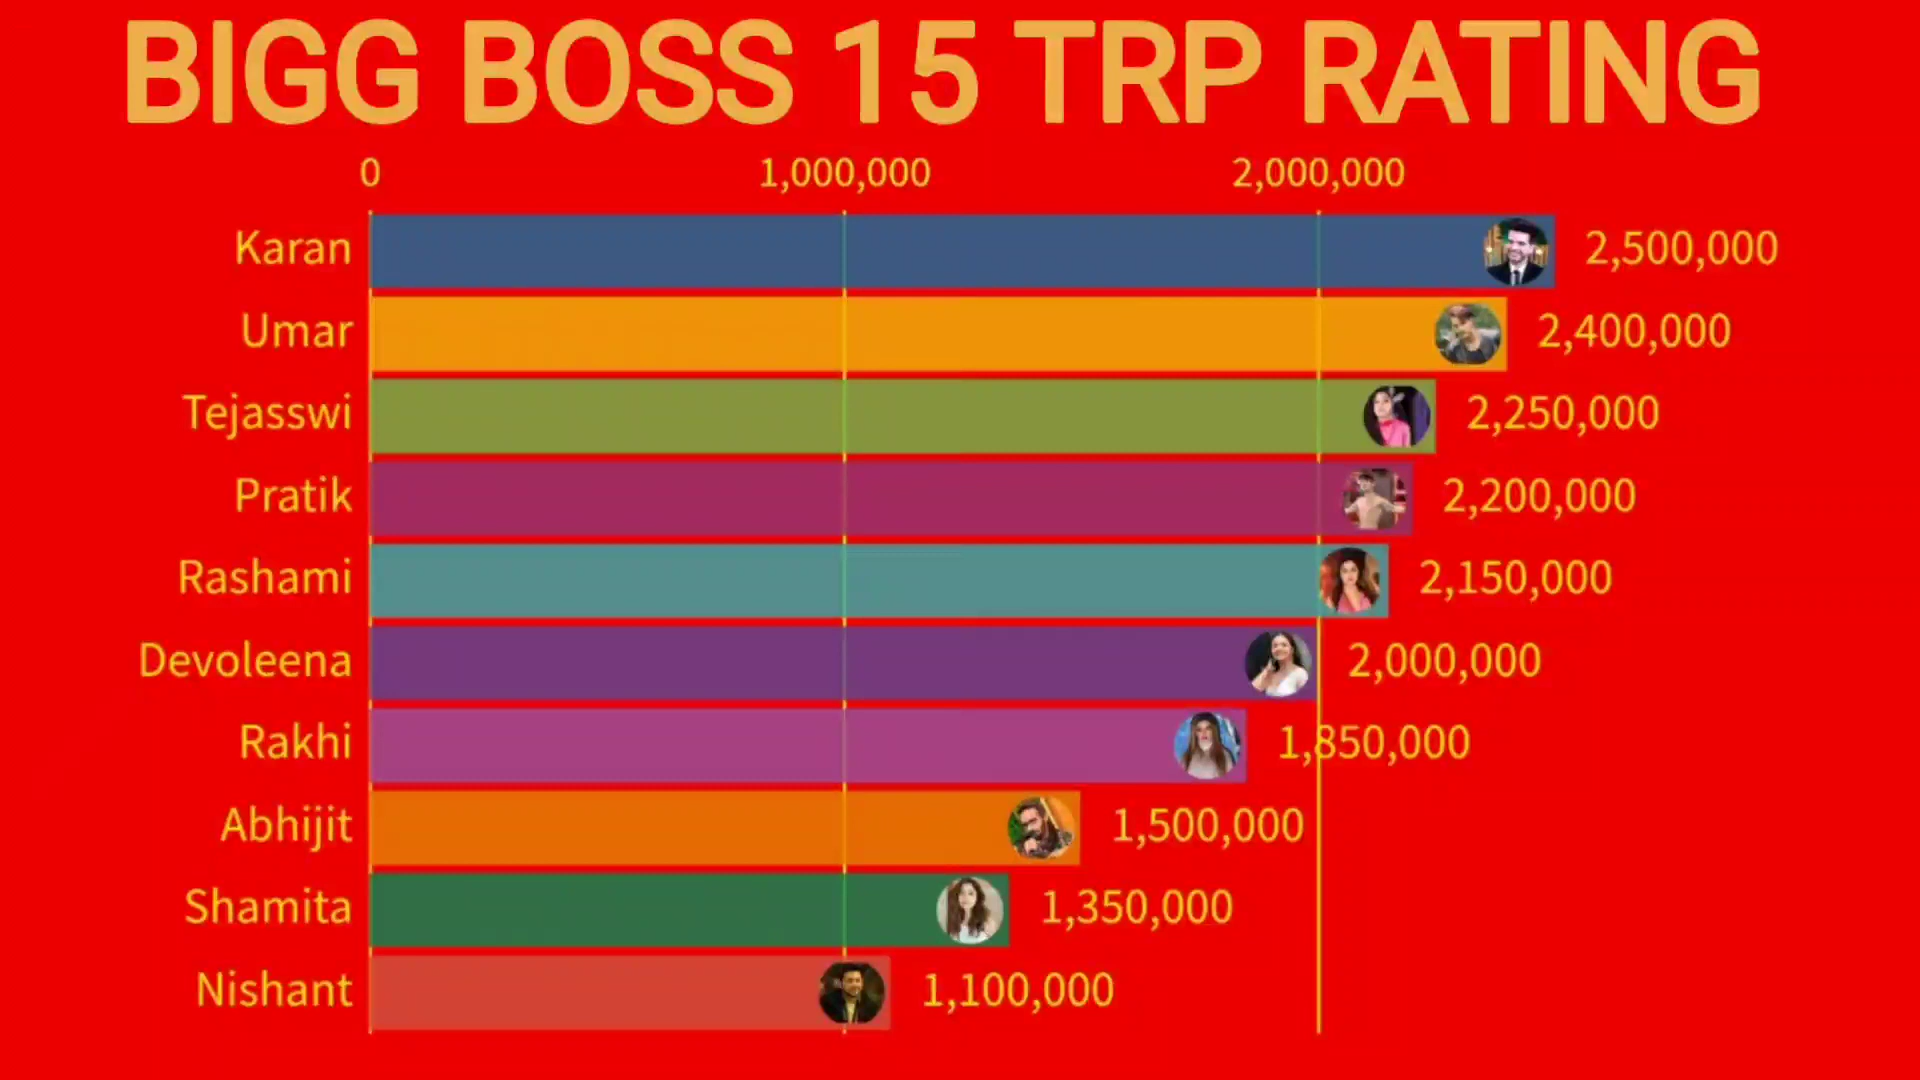 BIGG BOSS 15 TRP RATING
0 1,000,000 2,000,000
Karan 2,500,000
Umar 2,400,000
Tejasswi 2,250,000
Pratik 2,200,000
Rashami 2,150,000
Devoleena 2,000,000
Rakhi 1,850,000
Abhijit 1,500,000
Shamita 1,350,000
Nishant 1,100,000